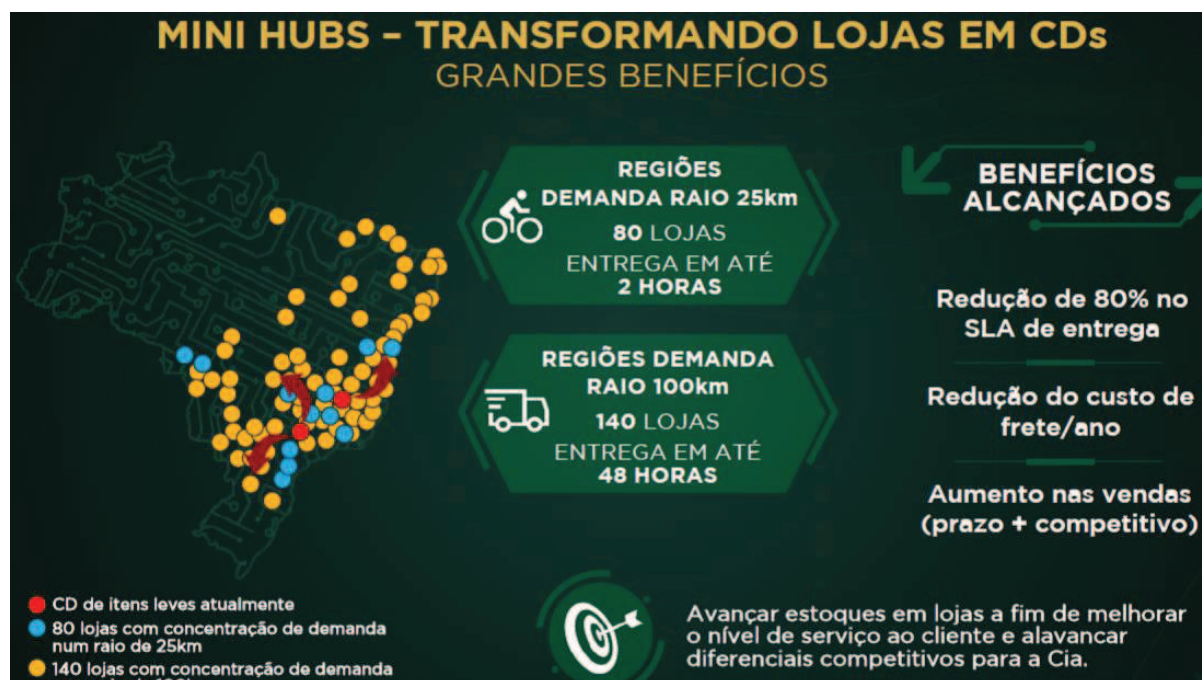 MINI HUBS – TRANSFORMANDO LOJAS EM CDs
GRANDES BENEFÍCIOS
REGIÕES
DEMANDA RAIO 25km
80 LOJAS
ENTREGA EM ATÉ
2 HORAS
REGIÕES DEMANDA
RAIO 100km
140 LOJAS
ENTREGA EM ATÉ
48 HORAS
BENEFÍCIOS
ALCANÇADOS
Redução de 80% no
SLA de entrega
Redução do custo de
frete/ano
Aumento nas vendas
(prazo + competitivo)
CD de itens leves atualmente
80 lojas com concentração de demanda
num raio de 25km
140 lojas com concentração de demanda
Avançar estoques em lojas a fim de melhorar
o nível de serviço ao cliente e alavancar
diferenciais competitivos para a Cia.